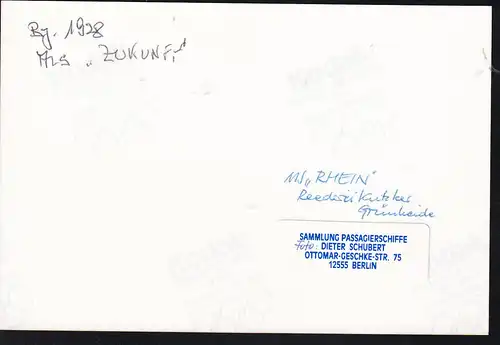 Bj. 1928
Als „ZUKUNFT"
MS „RHEIN"
Reederei Kutzker
Grünheide
SAMMLUNG PASSAGIERSCHIFFE
Foto: DIETER SCHUBERT
OTTOMAR-GESCHKE-STR. 75
12555 BERLIN